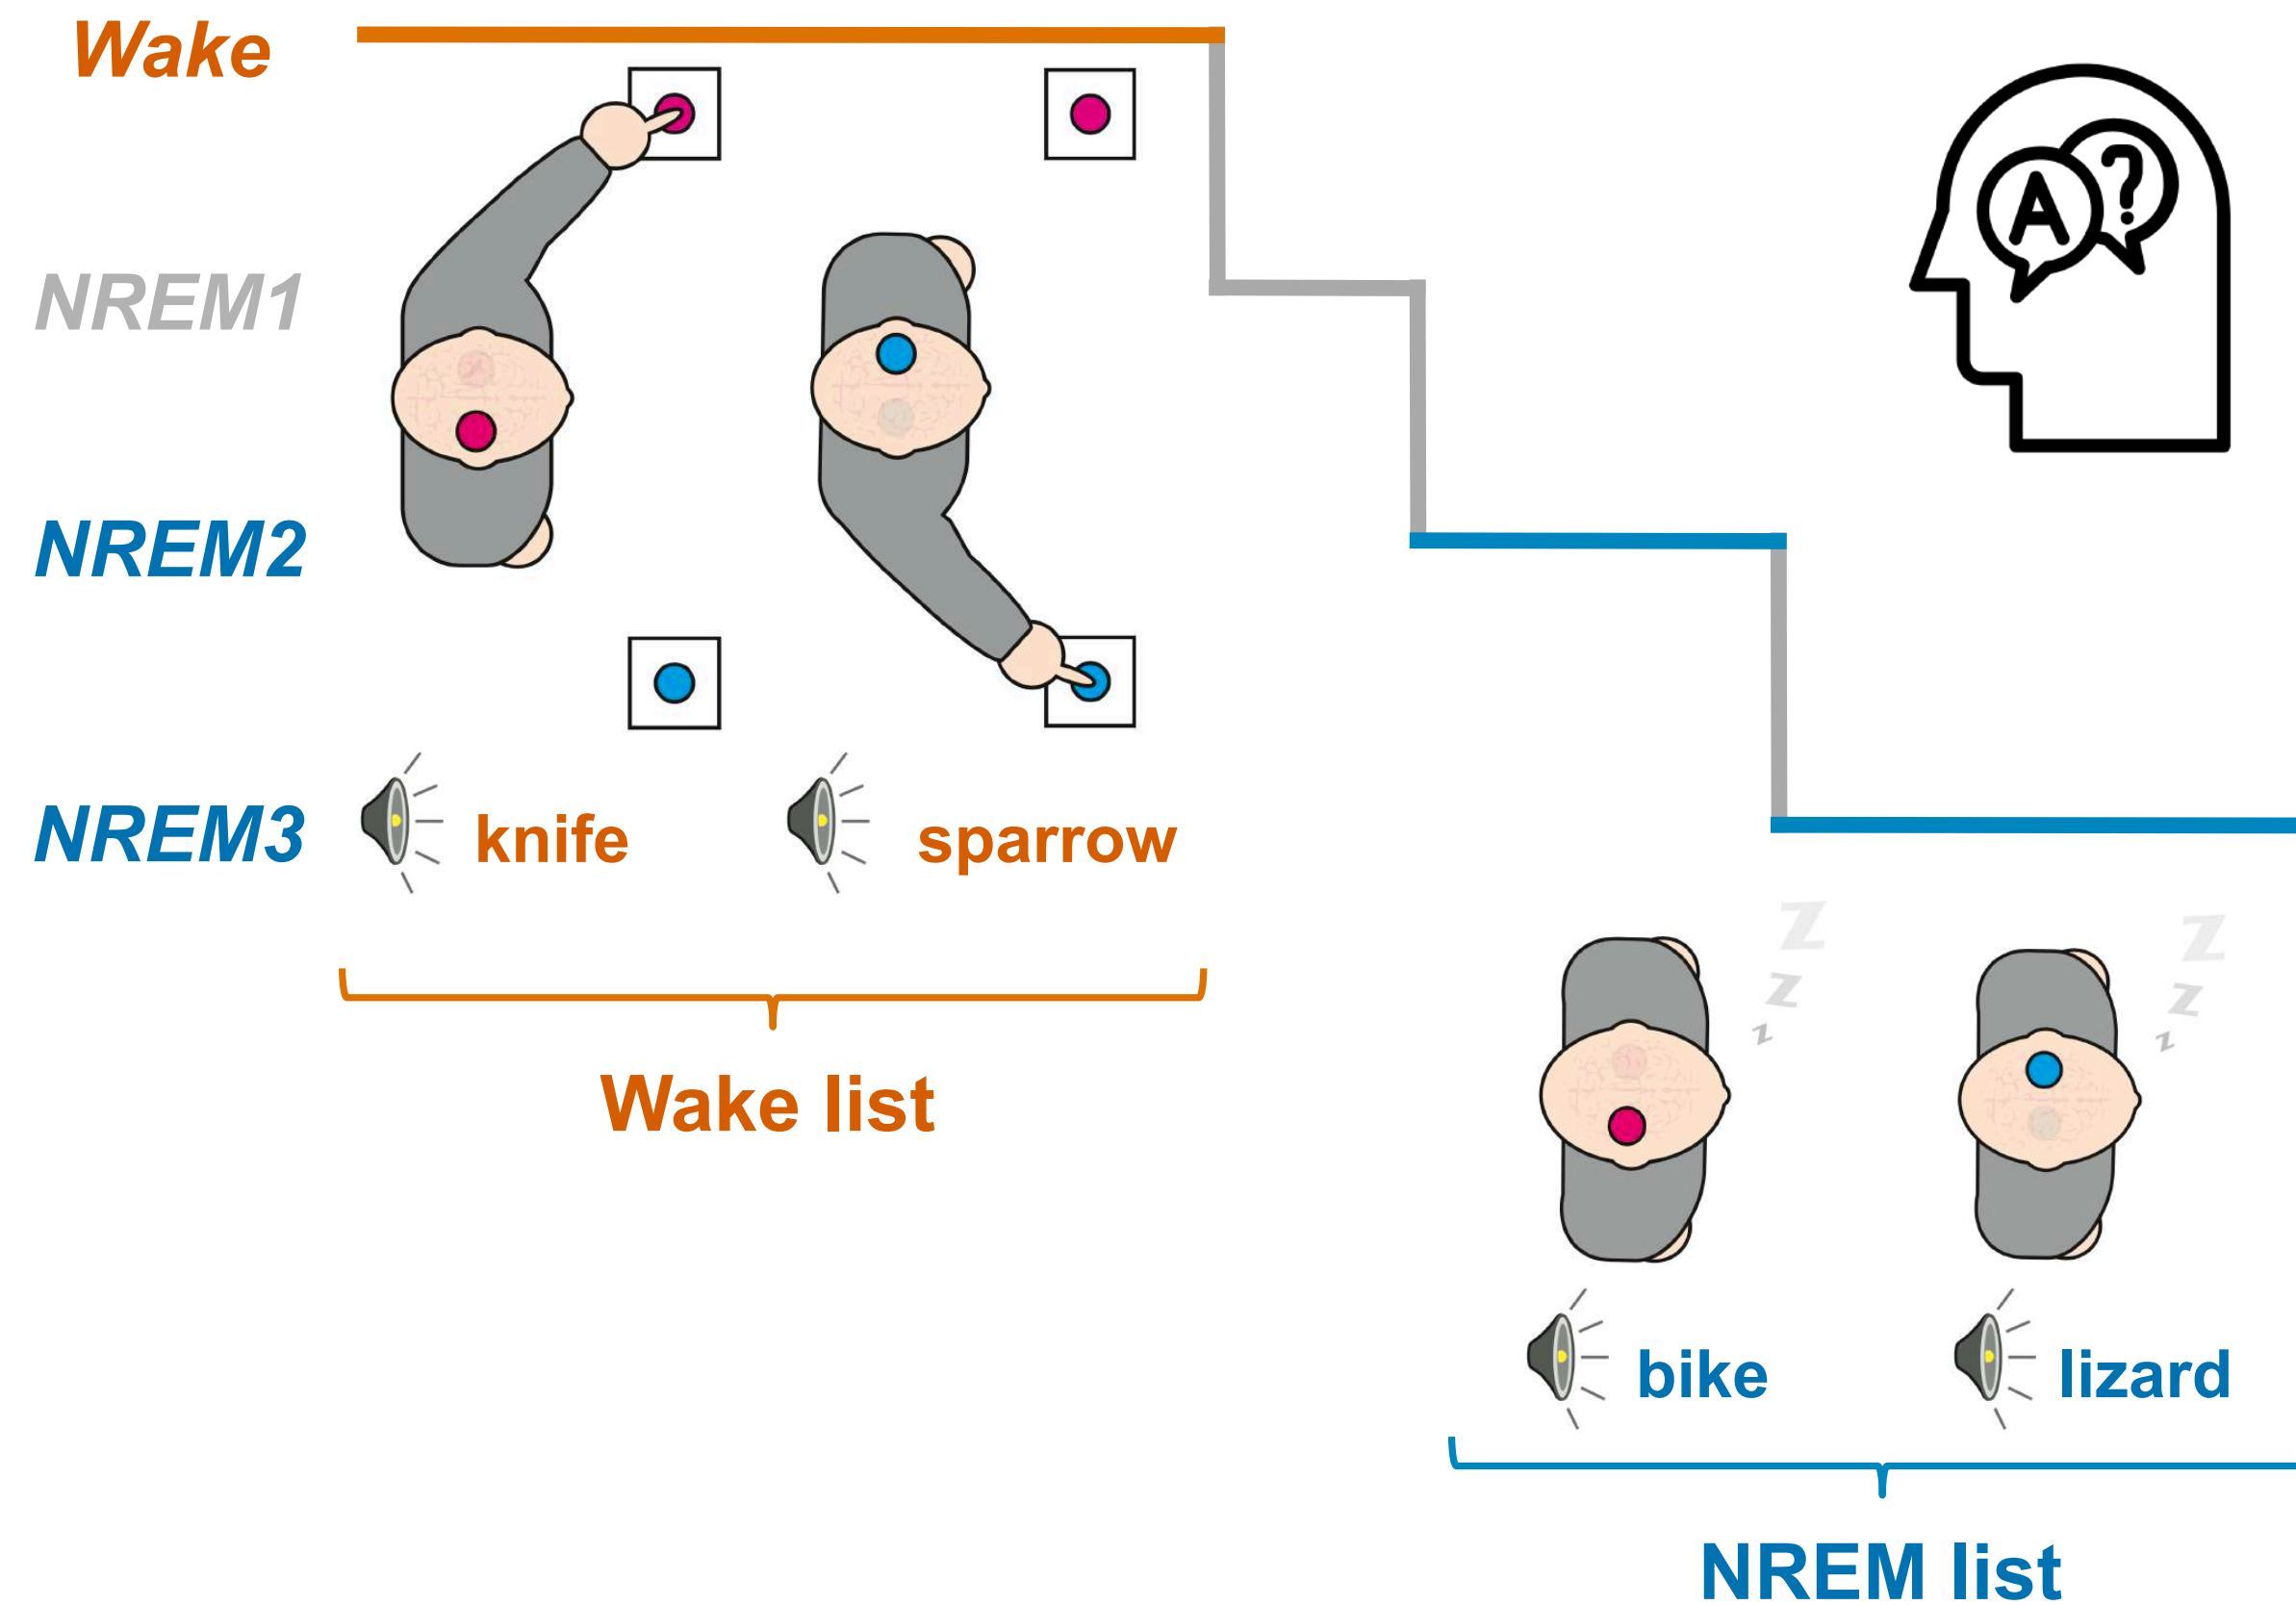 Wake
A ?
NREM1
NREM2
NREM3
knife
sparrow
Wake list
z
z
z
z
z
z
bike
lizard
NREM list